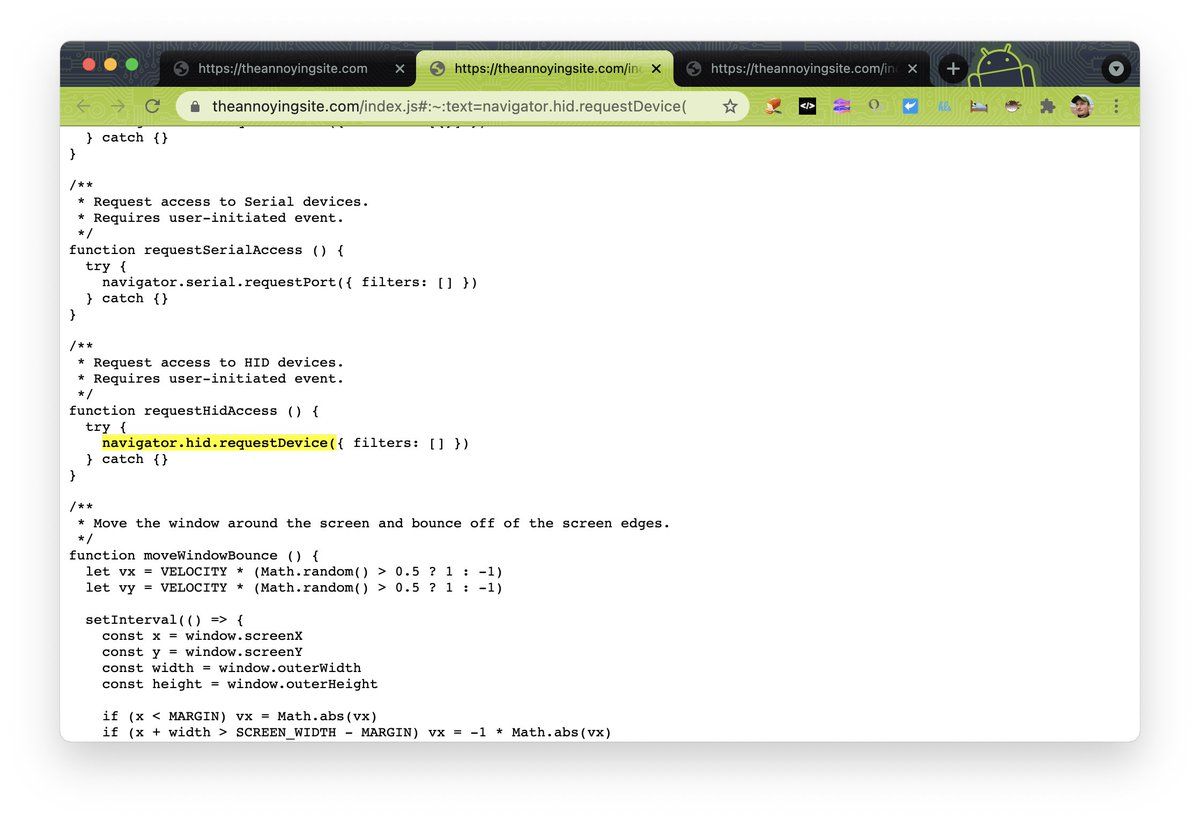 https://theannoyingsite.com
https://theannoyingsite.com/in
https://theannoyingsite.com/in
theannoyingsite.com/index.js#:~:text=navigator.hid.requestDevice(
} catch {}
}
/**
* Request access to Serial devices.
* Requires user-initiated event.
*/
function requestSerialAccess () {
try {
navigator.serial.requestPort({ filters: [] })
} catch {}
}
/**
* Request access to HID devices.
* Requires user-initiated event.
*/
function requestHidAccess () {
try {
navigator.hid.requestDevice({ filters: [] })
} catch {}
}
/**
* Move the window around the screen and bounce off of the screen edges.
*/
function moveWindowBounce () {
let vx = VELOCITY * (Math.random() > 0.5 ? 1 : -1)
let vy = VELOCITY * (Math.random() > 0.5 ? 1 : -1)
setInterval(() => {
const x = window.screenX
const y = window.screenY
const width = window.outerWidth
const height = window.outerHeight
if (x < MARGIN) vx = Math.abs(vx)
if (x + width > SCREEN_WIDTH - MARGIN) vx = -1 * Math.abs(vx)